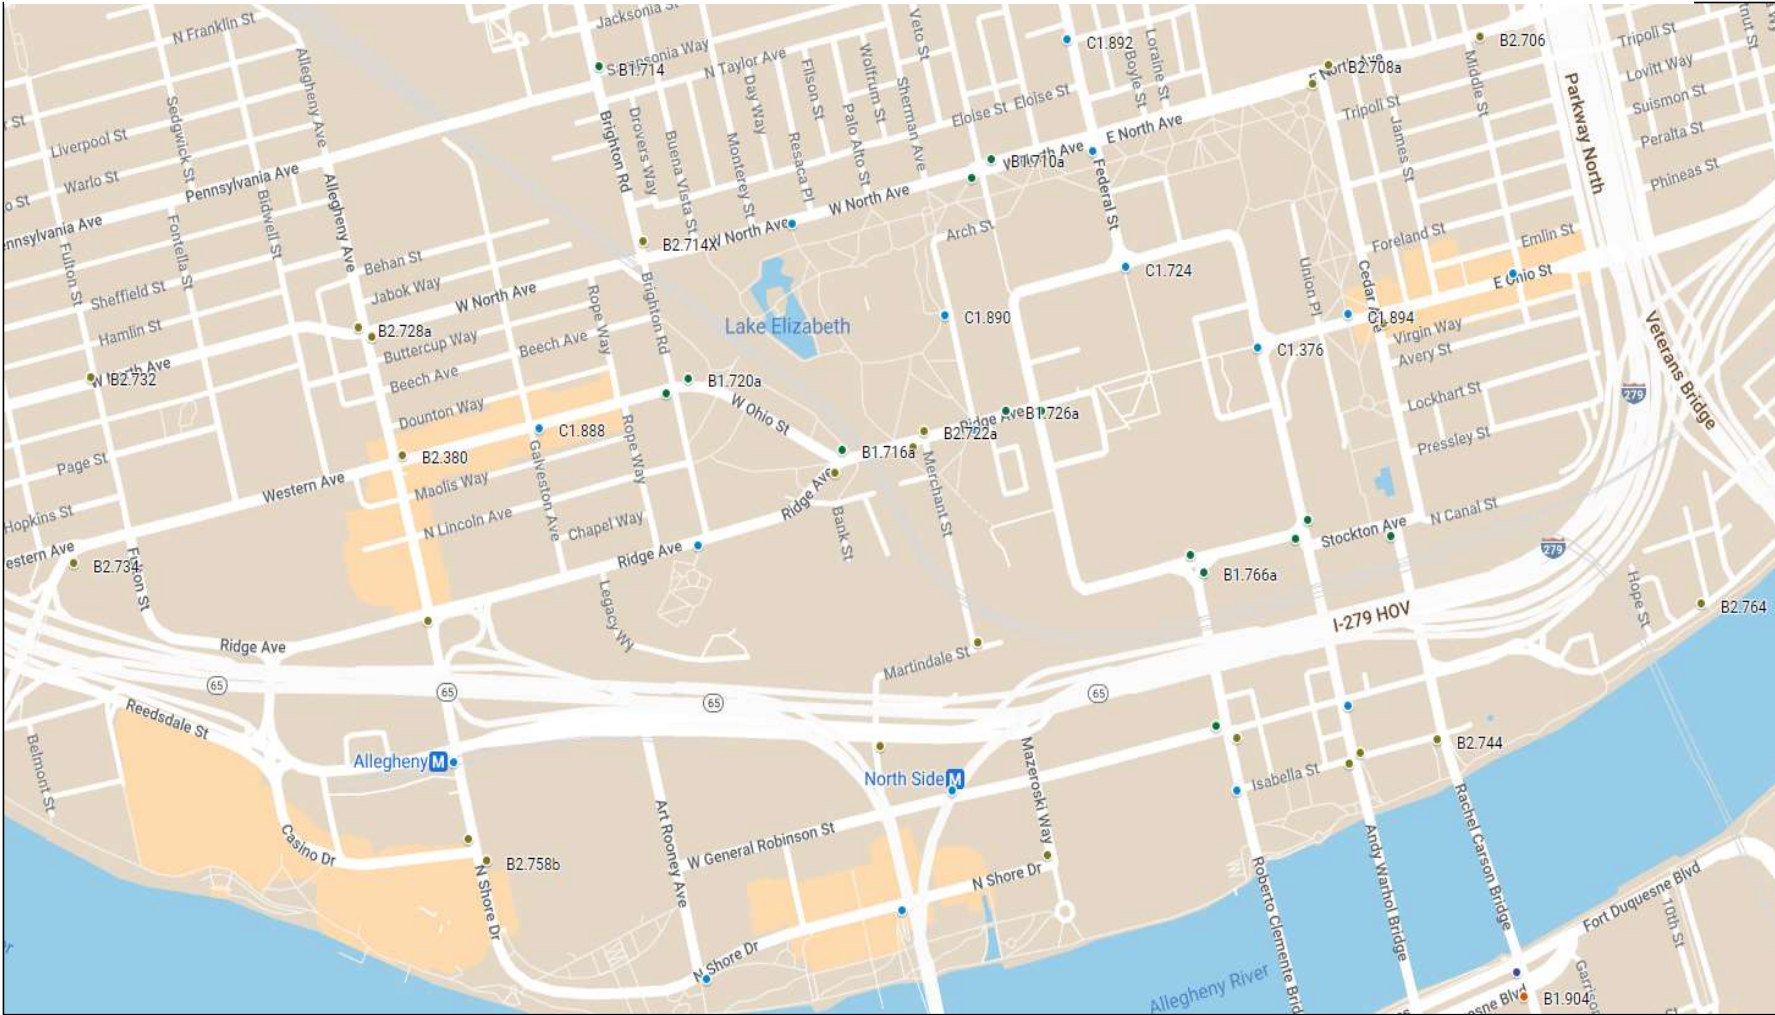 Jacksonia St
N Franklin St
Veto St
C1.892
Loraine St
Boyle St
B2.706
Tripoli St
Swansonia Way
B1.714
N Taylor Ave
Filson St
Wolfrum St
E North Ave
B2.708a
Middle St
Lovitt Way
Allegheny Ave
Day Way
Sherman Ave
Parkway North
Suismon St
Sedgwick St
Drovers Way
Palo Alto St
Eloise St
Eloise St
Tripoli St
Peralta St
Liverpool St
Brighton Rd
Buena Vista St
Monterey St
Resaca Pl
E North Ave
James St
Phineas St
Warlo St
Pennsylvania Ave
W North Ave
B1.710a
Federal St
Bidwell St
Allegheny Ave
W North Ave
Fontella St
Fulton St
B2.714X
W North Ave
Arch St
Foreland St
Emlin St
Behan St
C1.724
E Ohio St
Sheffield St
Jabok Way
W North Ave
Rope Way
Brighton Rd
Union Pl
Cedar Ave
Hamlin St
B2.728a
Lake Elizabeth
C1.890
C1.894
Virgin Way
Buttercup Way
Beech Ave
C1.376
Avery St
Veterans Bridge
W North Ave
B2.732
Beech Ave
B1.720a
Lockhart St
279
Dounton Way
W Ohio St
Ridge Ave
B1.726a
C1.888
B2.722a
Pressley St
Page St
B2.380
Rope Way
B1.716a
Western Ave
Maolis Way
Galveston Ave
Ridge Ave
Merchant St
Hopkins St
N Lincoln Ave
Chapel Way
Bank St
Stockton Ave
N Canal St
279
Ridge Ave
B2.734
Fulton St
B1.766a
Hope St
Legacy Wy
I-279 HOV
B2.764
Ridge Ave
Martindale St
65
65
65
65
Reedsdale St
Belmont St
Allegheny M
North Side M
Mazeroski Way
B2.744
Isabella St
Casino Dr
Art Rooney Ave
W General Robinson St
Rachel Carson Bridge
B2.758b
N Shore Dr
N Shore Dr
Roberto Clemente Brid
Andy Warhol Bridge
Fort Duquesne Blvd
10th St
N Shore Dr
Allegheny River
B1.904